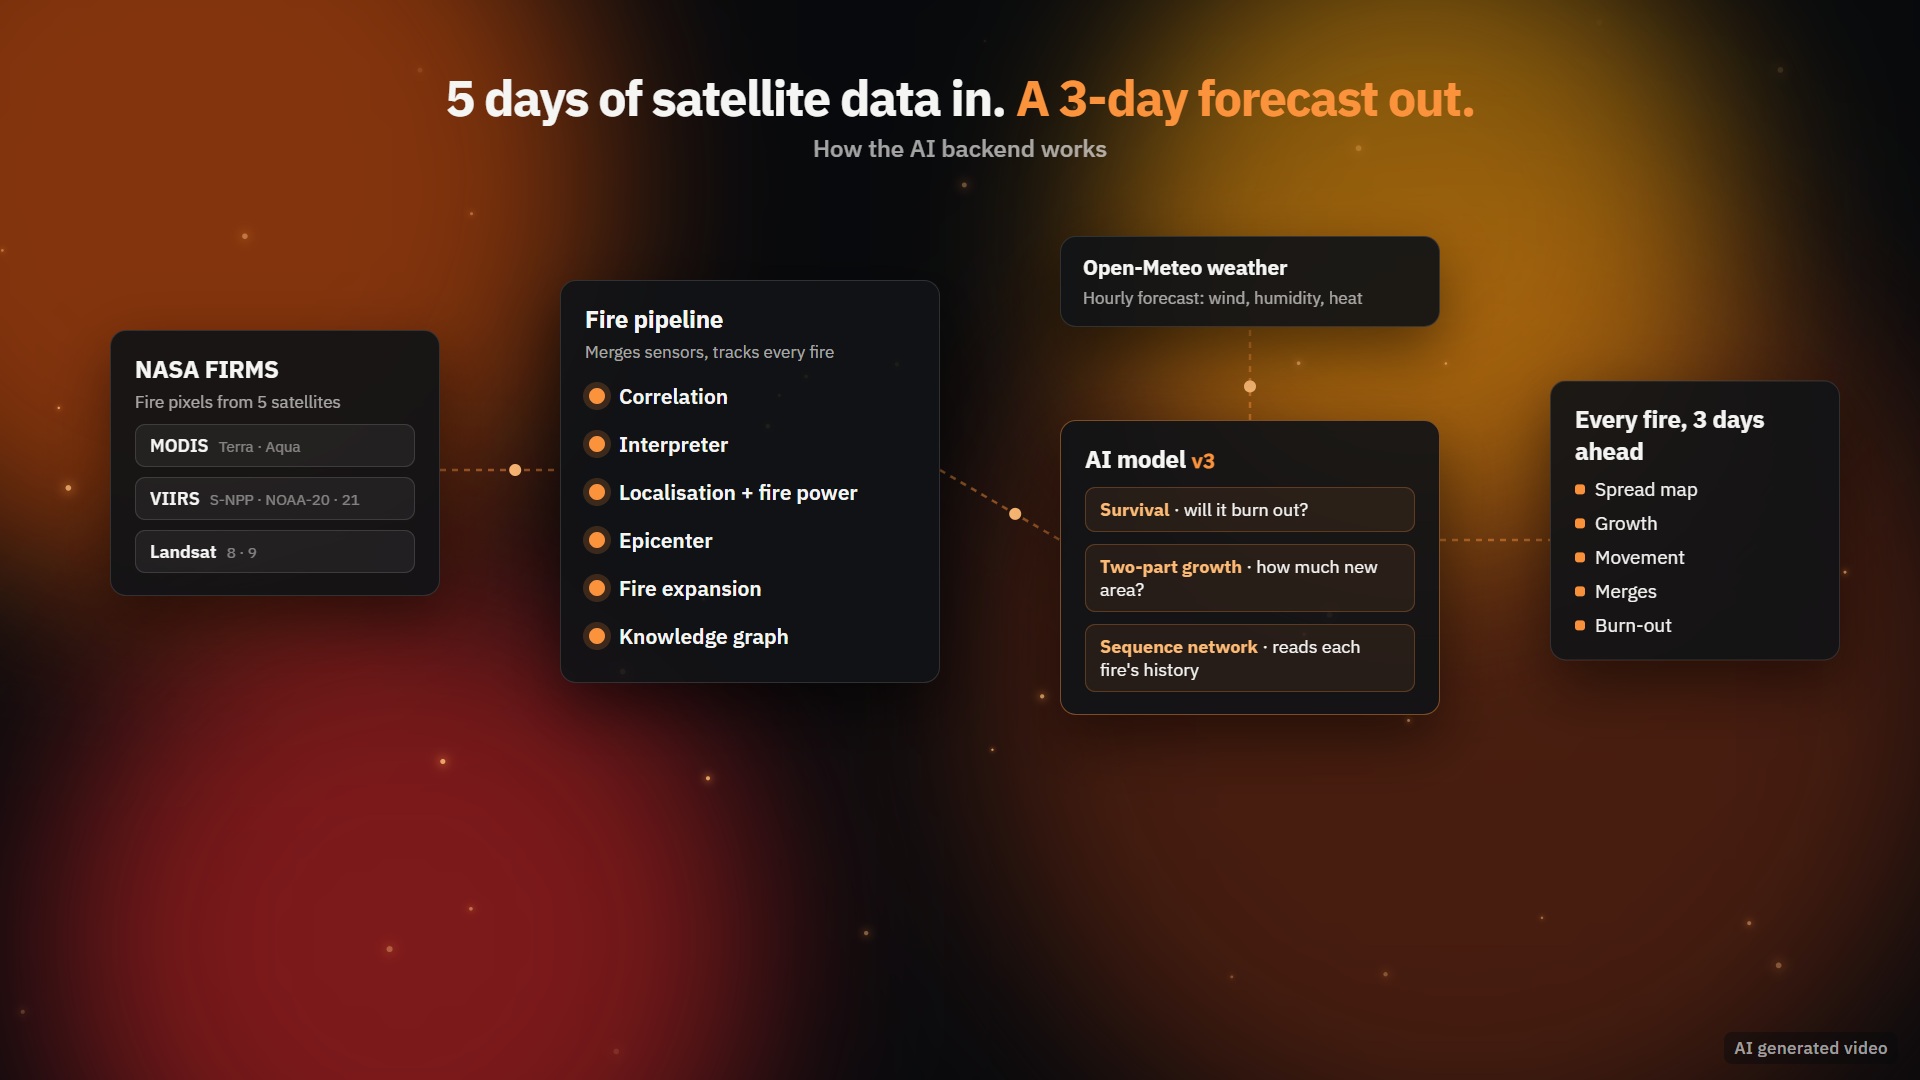 5 days of satellite data in. A 3-day forecast out.
How the AI backend works
NASA FIRMS
Fire pixels from 5 satellites
MODIS Terra · Aqua
VIIRS S-NPP · NOAA-20 · 21
Landsat 8 · 9
Fire pipeline
Merges sensors, tracks every fire
Correlation
Interpreter
Localisation + fire power
Epicenter
Fire expansion
Knowledge graph
Open-Meteo weather
Hourly forecast: wind, humidity, heat
AI model v3
Survival · will it burn out?
Two-part growth · how much new
area?
Sequence network · reads each
fire's history
Every fire, 3 days
ahead
Spread map
Growth
Movement
Merges
Burn-out
AI generated video